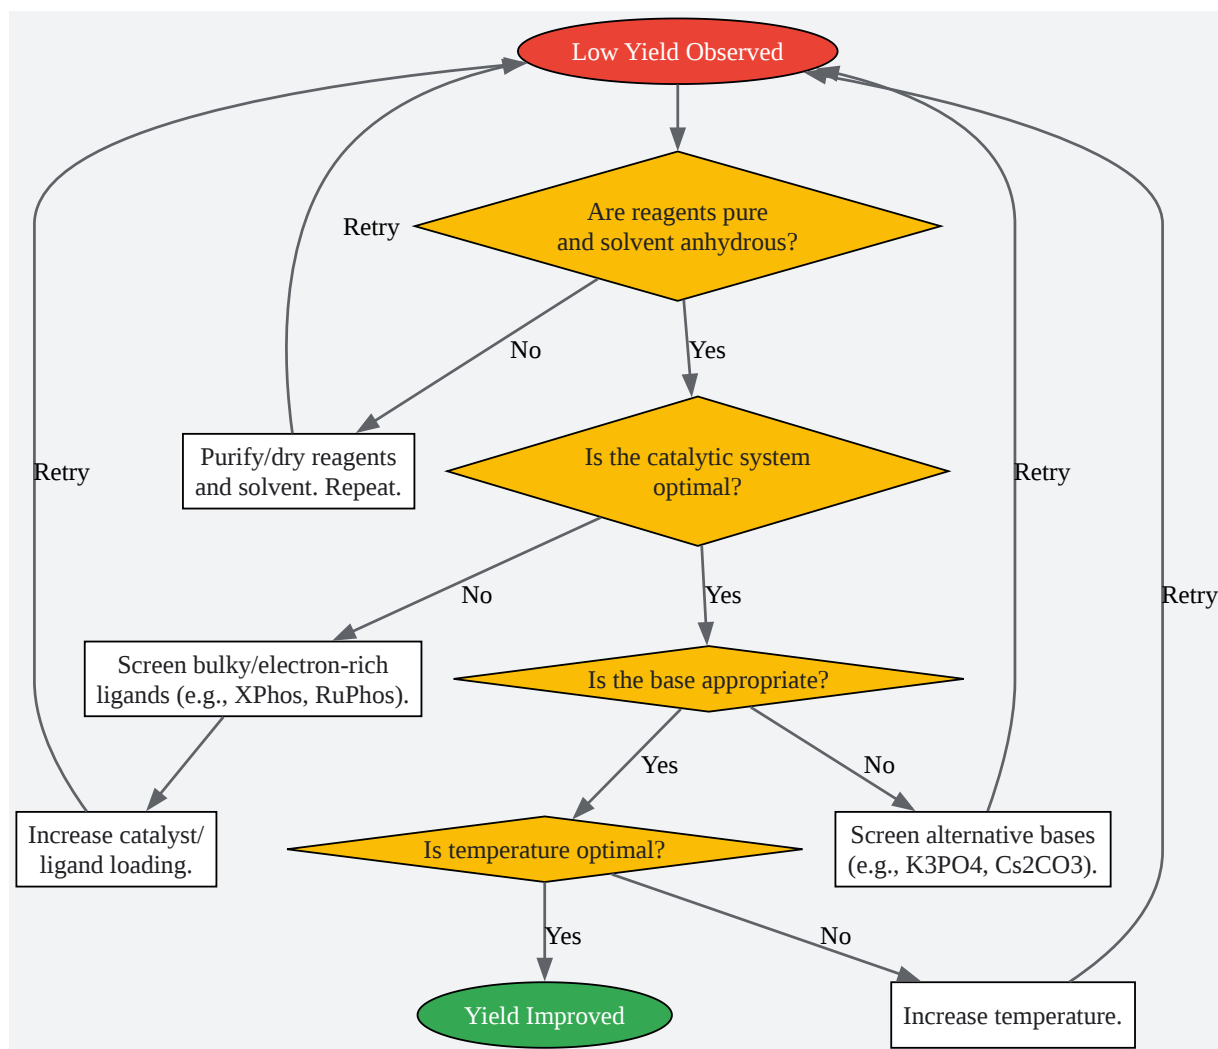 Low Yield Observed
Are reagents pure
and solvent anhydrous?
Retry
No
Yes
Purify/dry reagents
and solvent. Repeat.
Is the catalytic system
optimal?
Retry
Retry
No
Yes
Retry
Screen bulky/electron-rich
ligands (e.g., XPhos, RuPhos).
Is the base appropriate?
Yes
No
Increase catalyst/
ligand loading.
Is temperature optimal?
Screen alternative bases
(e.g., K3PO4, Cs2CO3).
Yes
No
Yield Improved
Increase temperature.